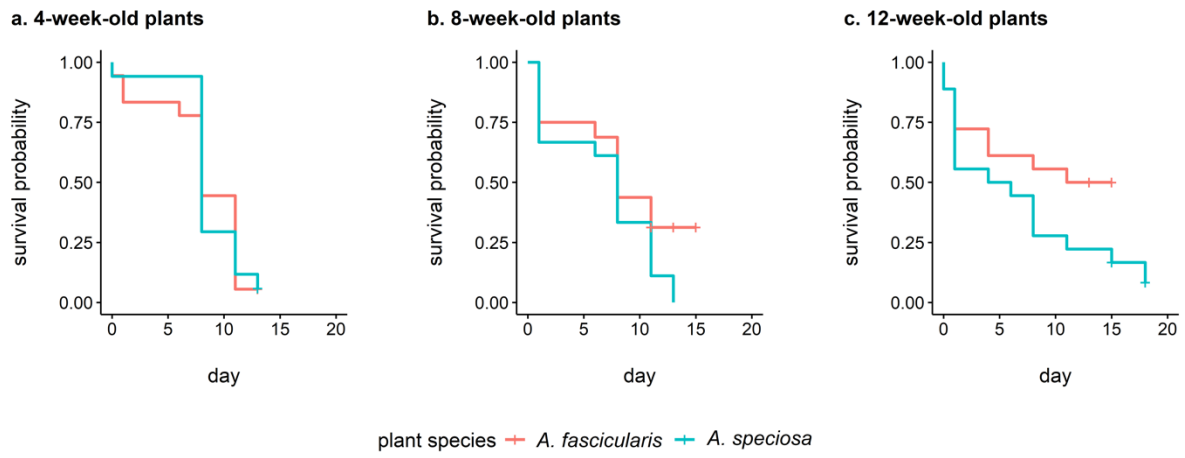 a. 4-week-old plants
b. 8-week-old plants
c. 12-week-old plants
survival probability
1.00
0.75
0.50
0.25
0.00
0 5 10 15 20
day
survival probability
1.00
0.75
0.50
0.25
0.00
0 5 10 15 20
day
survival probability
1.00
0.75
0.50
0.25
0.00
0 5 10 15 20
day
plant species A. fascicularis A. speciosa